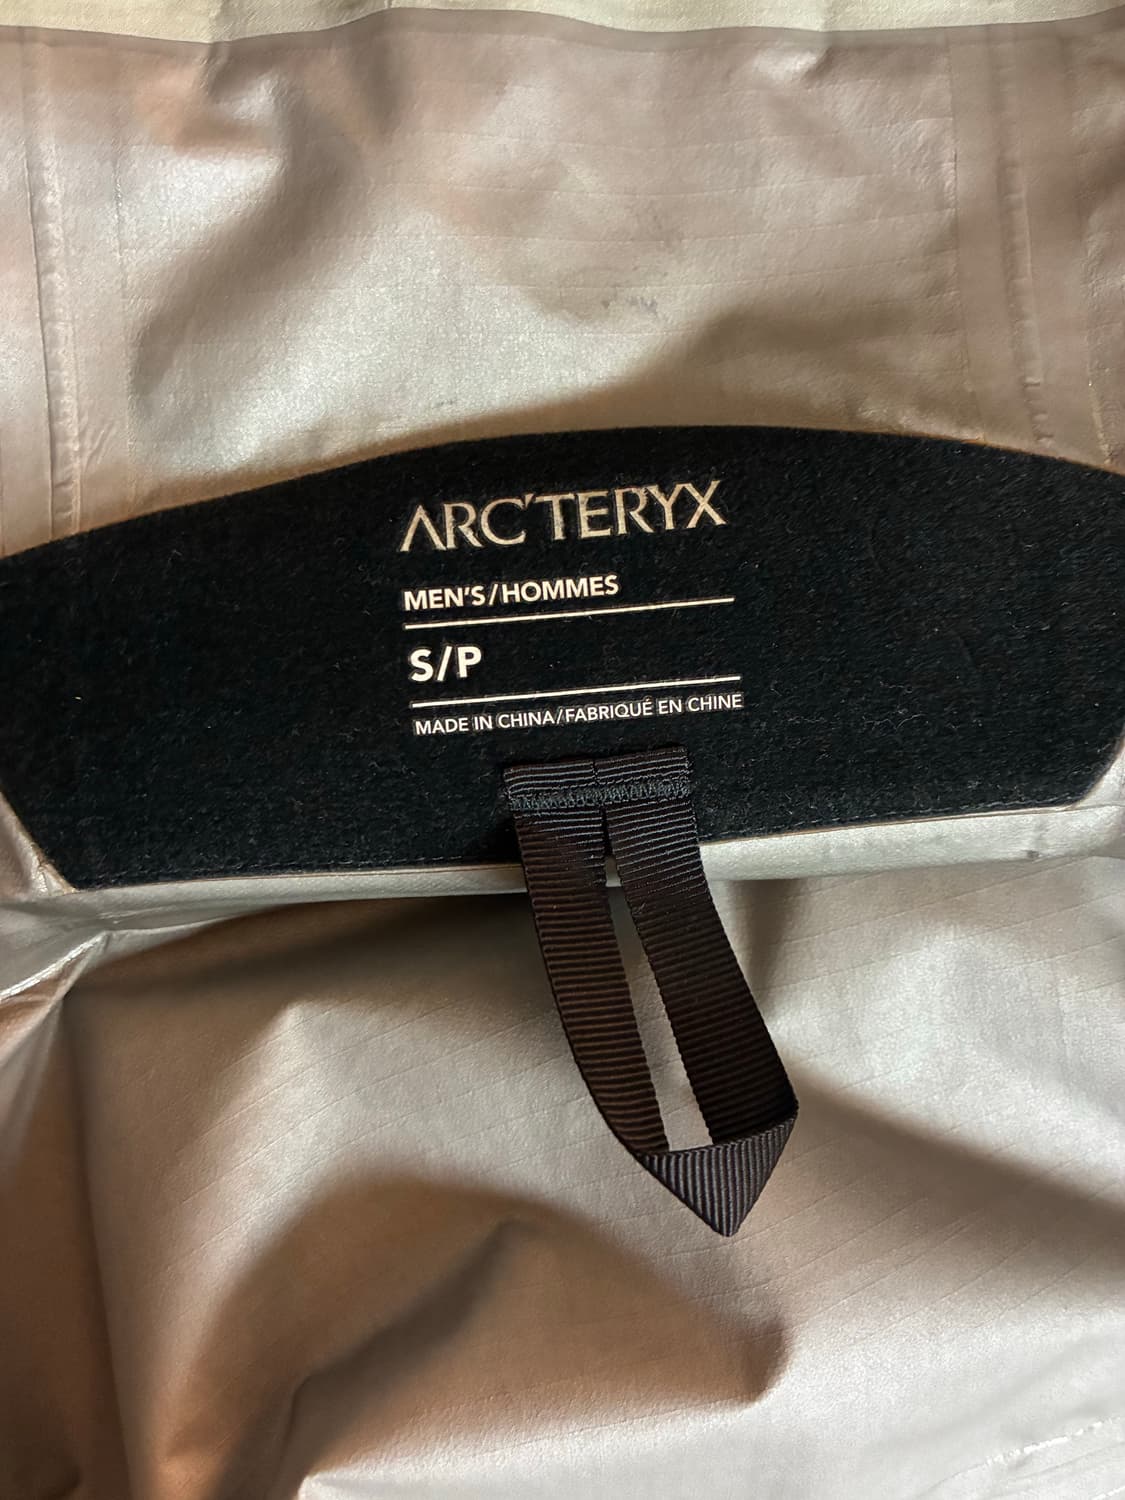 ARC'TERYX
MEN'S/HOMMES
S/P
MADE IN CHINA/FABRIQUÉ EN CHINE